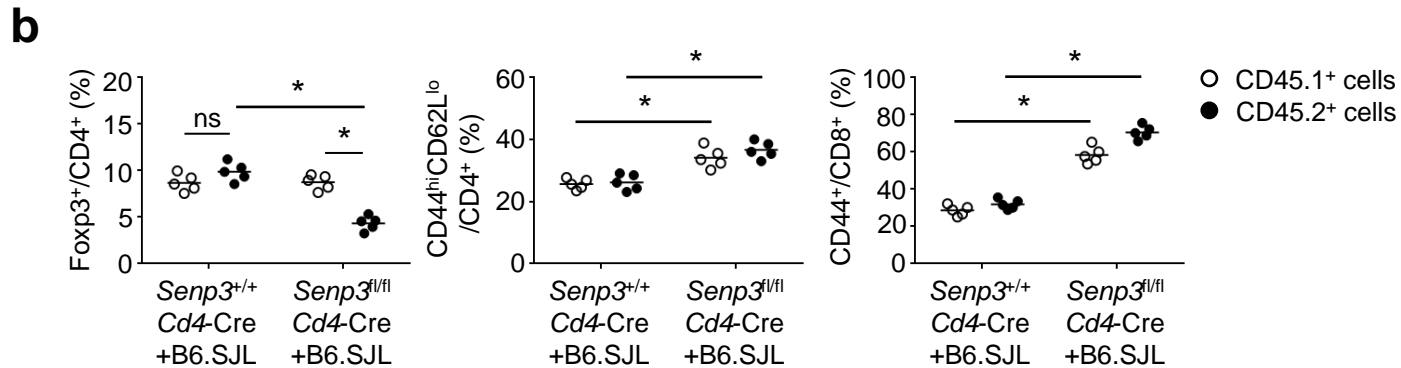 b
Foxp3⁺/CD4⁺ (%)
20
15
10
5
0
ns
*
*
Senp3⁺/⁺
Cd4-Cre
+B6.SJL
Senp3ᶠˡ/ᶠˡ
Cd4-Cre
+B6.SJL
CD44ʰⁱCD62Lˡᵒ
/CD4⁺ (%)
60
40
20
0
*
*
Senp3⁺/⁺
Cd4-Cre
+B6.SJL
Senp3ᶠˡ/ᶠˡ
Cd4-Cre
+B6.SJL
CD44⁺/CD8⁺ (%)
100
80
60
40
20
0
*
*
Senp3⁺/⁺
Cd4-Cre
+B6.SJL
Senp3ᶠˡ/ᶠˡ
Cd4-Cre
+B6.SJL
CD45.1⁺ cells
CD45.2⁺ cells